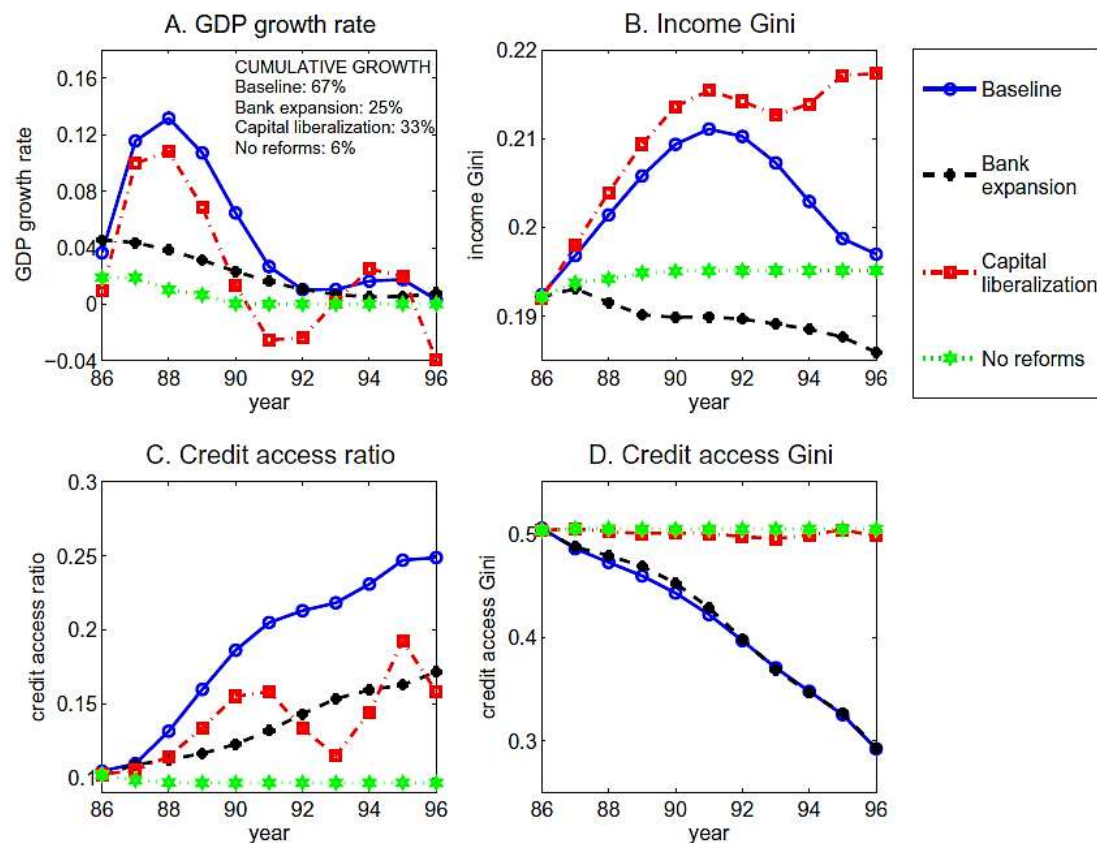 A. GDP growth rate
0.16
0.12
0.08
0.04
0
−0.04
GDP growth rate
CUMULATIVE GROWTH
Baseline: 67%
Bank expansion: 25%
Capital liberalization: 33%
No reforms: 6%
86 88 90 92 94 96
year
B. Income Gini
0.22
0.21
0.2
0.19
income Gini
86 88 90 92 94 96
year
Baseline
Bank
expansion
Capital
liberalization
No reforms
C. Credit access ratio
0.3
0.25
0.2
0.15
0.1
credit access ratio
86 88 90 92 94 96
year
D. Credit access Gini
0.5
0.4
0.3
credit access Gini
86 88 90 92 94 96
year